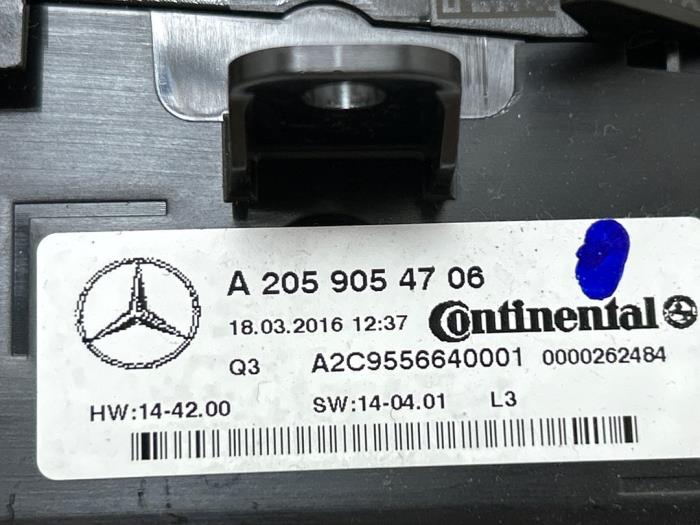 A 205 905 47 06
18.03.2016 12:37 Continental
Q3 A2C9556640001 0000262484
HW:14-42.00 SW:14-04.01 L3